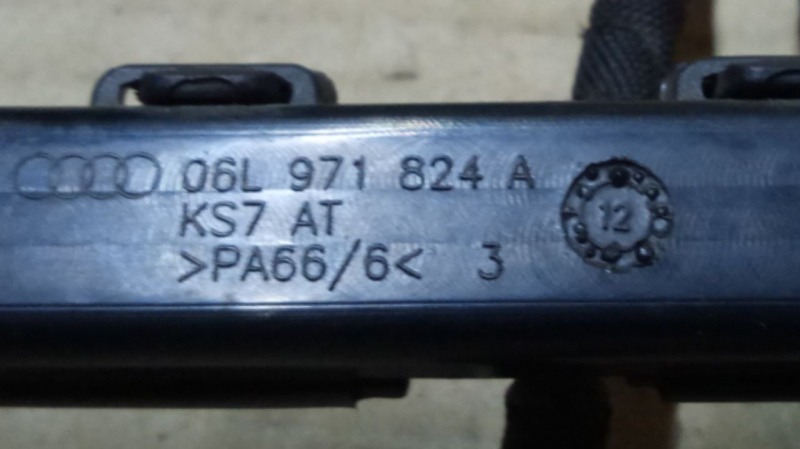 06L 971 824 A
KS7 AT
>PA66/6< 3
12